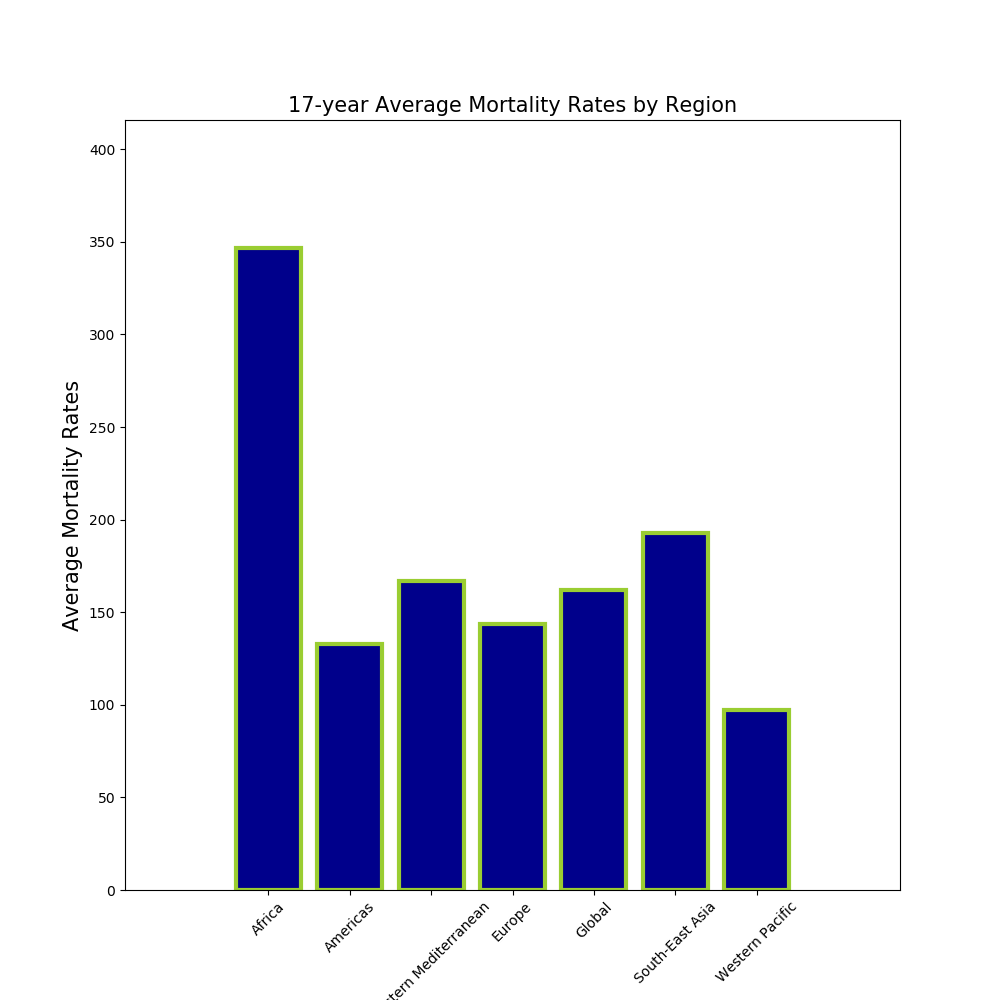 17-year Average Mortality Rates by Region
Average Mortality Rates
400
350
300
250
200
150
100
50
0
Africa
Americas
tern Mediterranean
Europe
Global
South-East Asia
Western Pacific